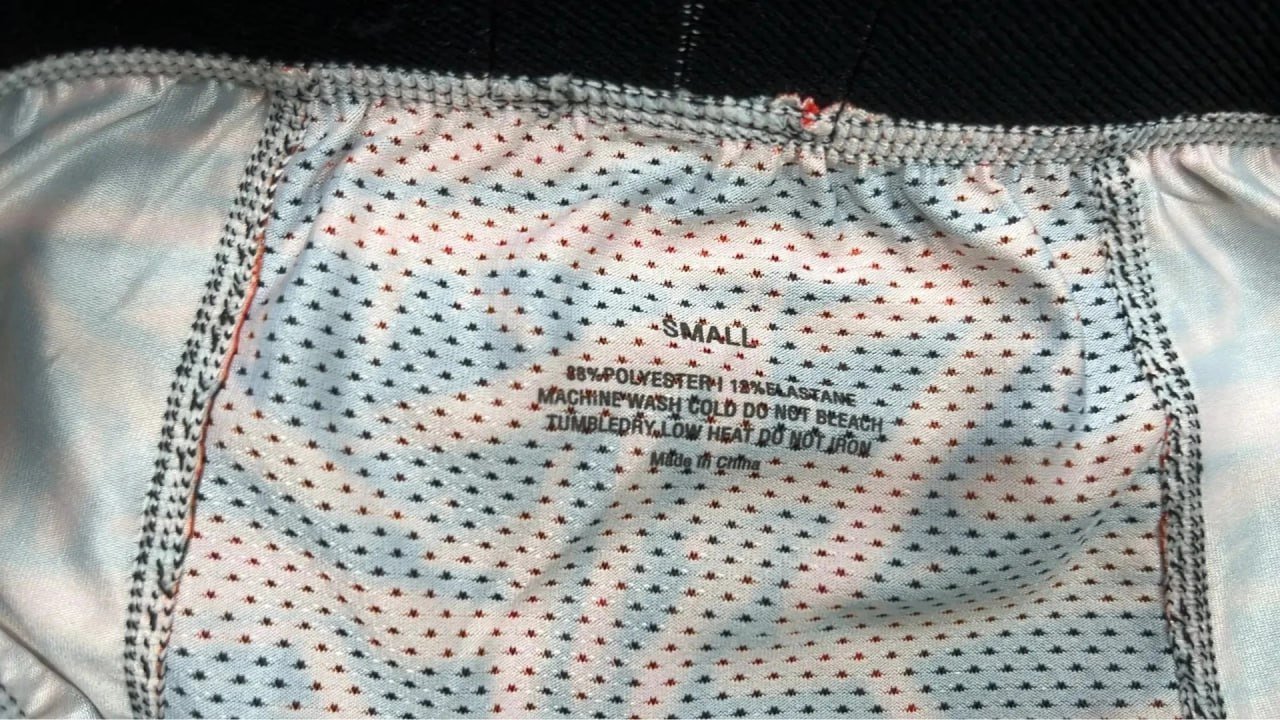 SMALL
88%POLYESTER | 12%ELASTANE
MACHINE WASH COLD DO NOT BLEACH
TUMBLEDRY LOW HEAT DO NOT IRON
Made in China